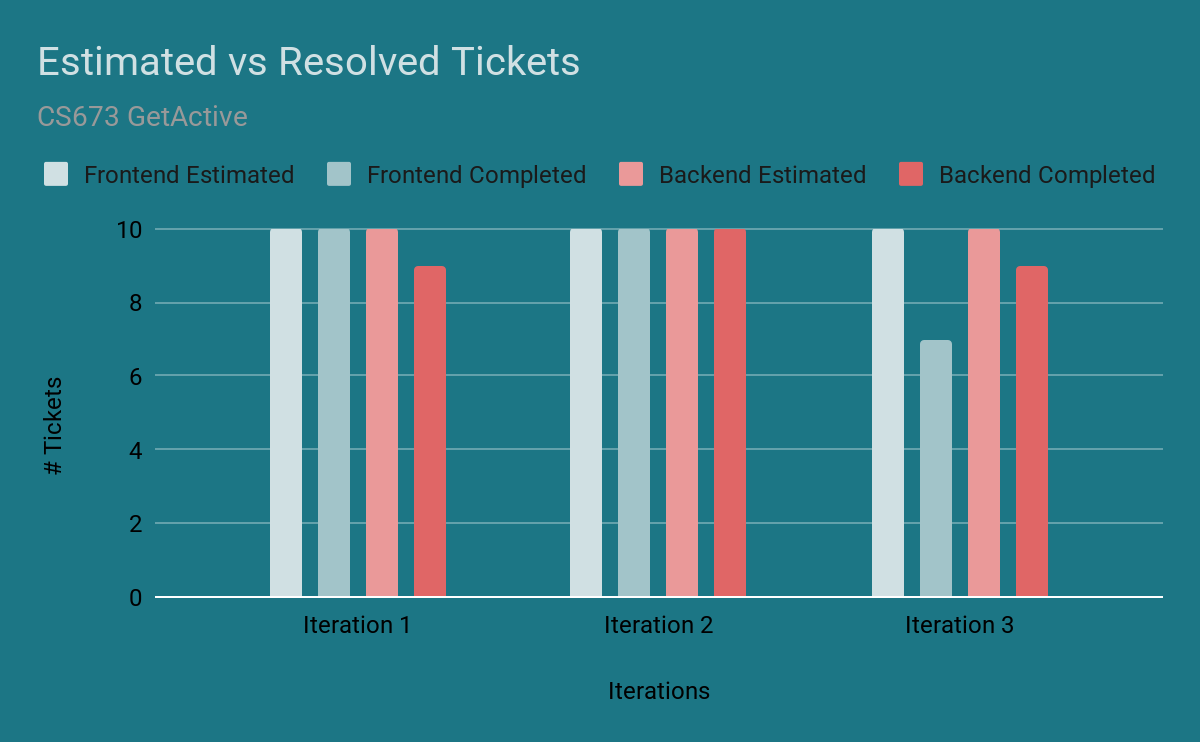 Estimated vs Resolved Tickets
CS673 GetActive
Frontend Estimated Frontend Completed Backend Estimated Backend Completed
10
8
6
4
2
0
# Tickets
Iteration 1 Iteration 2 Iteration 3
Iterations